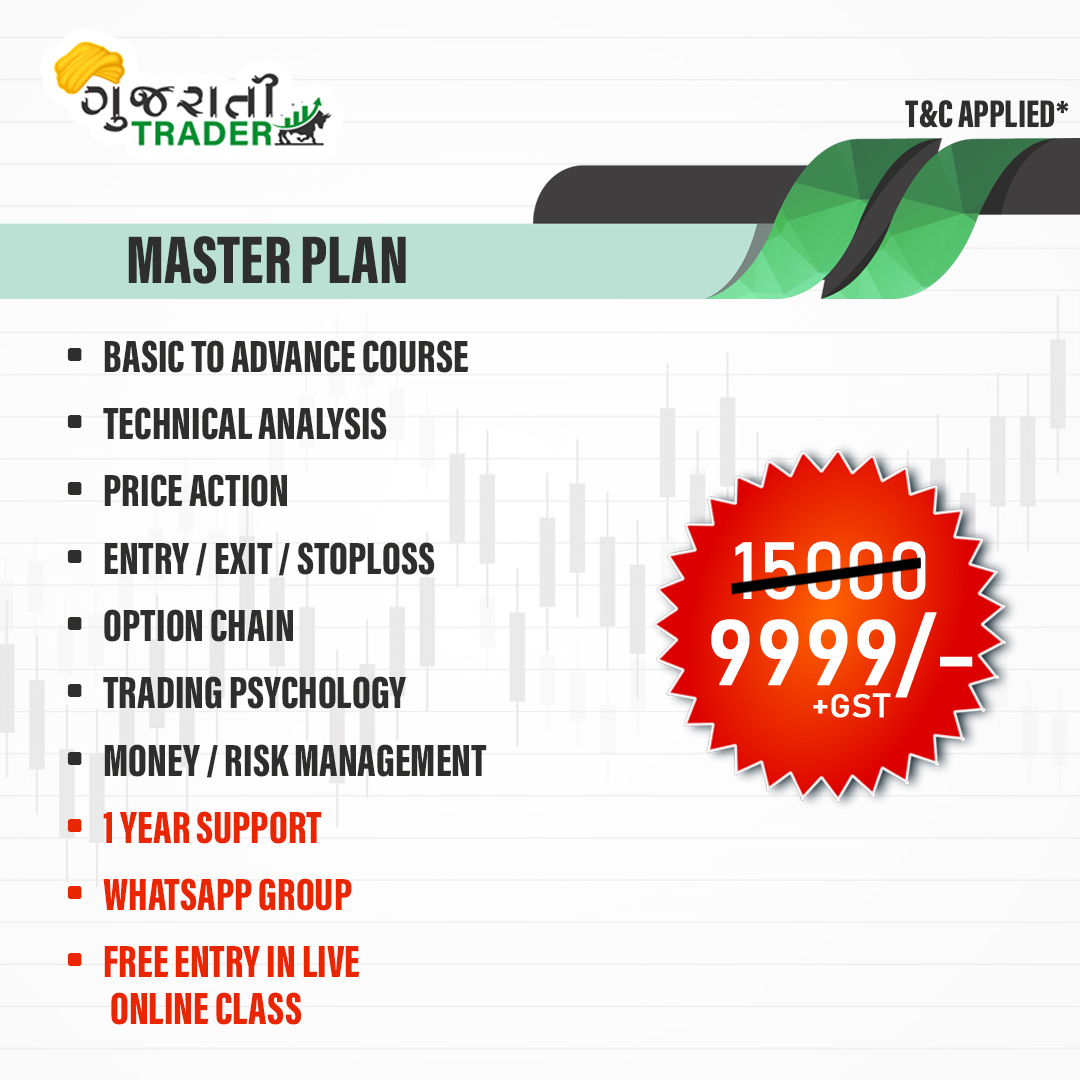 ગુજરાતી
TRADER
T&C APPLIED*
MASTER PLAN
BASIC TO ADVANCE COURSE
TECHNICAL ANALYSIS
PRICE ACTION
ENTRY / EXIT / STOPLOSS
OPTION CHAIN
TRADING PSYCHOLOGY
MONEY / RISK MANAGEMENT
1 YEAR SUPPORT
WHATSAPP GROUP
FREE ENTRY IN LIVE
ONLINE CLASS
15000
9999/-
+GST